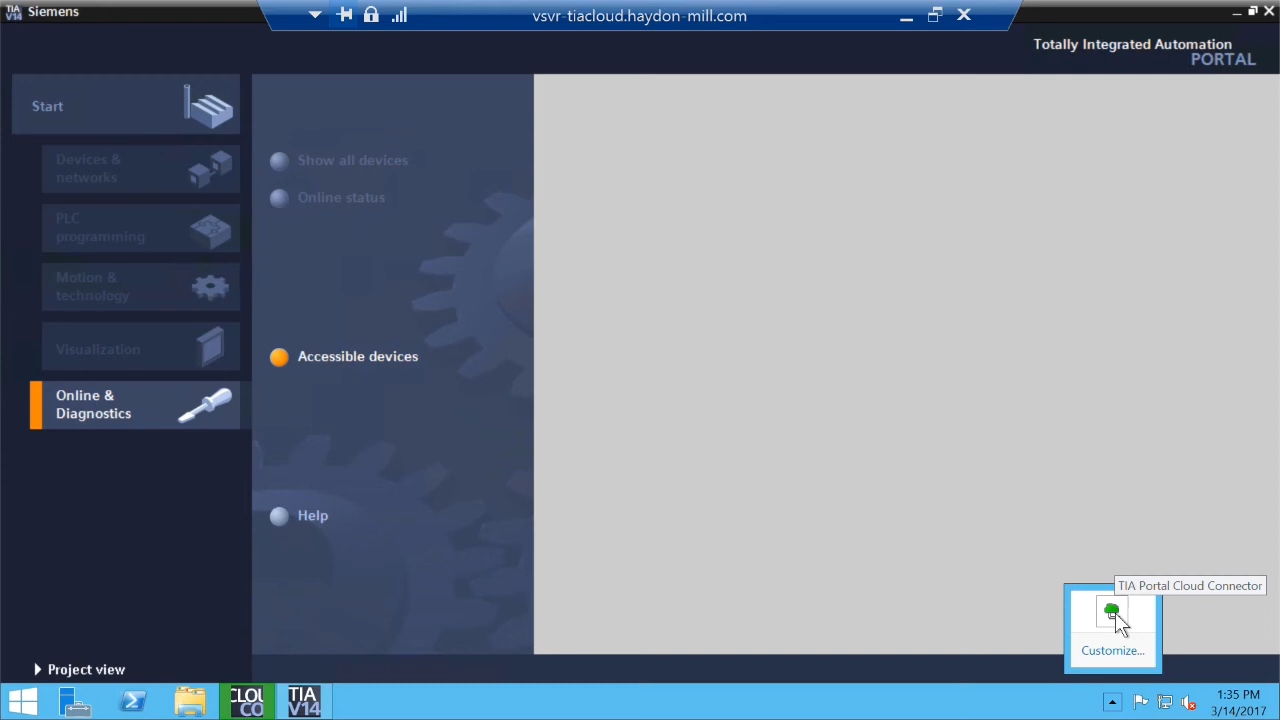 TIA
V14
Siemens
vsvr-tiacloud.haydon-mill.com
Totally Integrated Automation
PORTAL
Start
Devices &
networks
PLC
programming
Motion &
technology
Visualization
Online &
Diagnostics
Show all devices
Online status
Accessible devices
Help
TIA Portal Cloud Connector
Customize...
Project view
CLOU
CO
TIA
V14
1:35 PM
3/14/2017